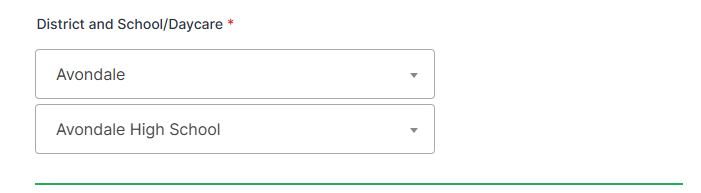 District and School/Daycare *
Avondale
Avondale High School